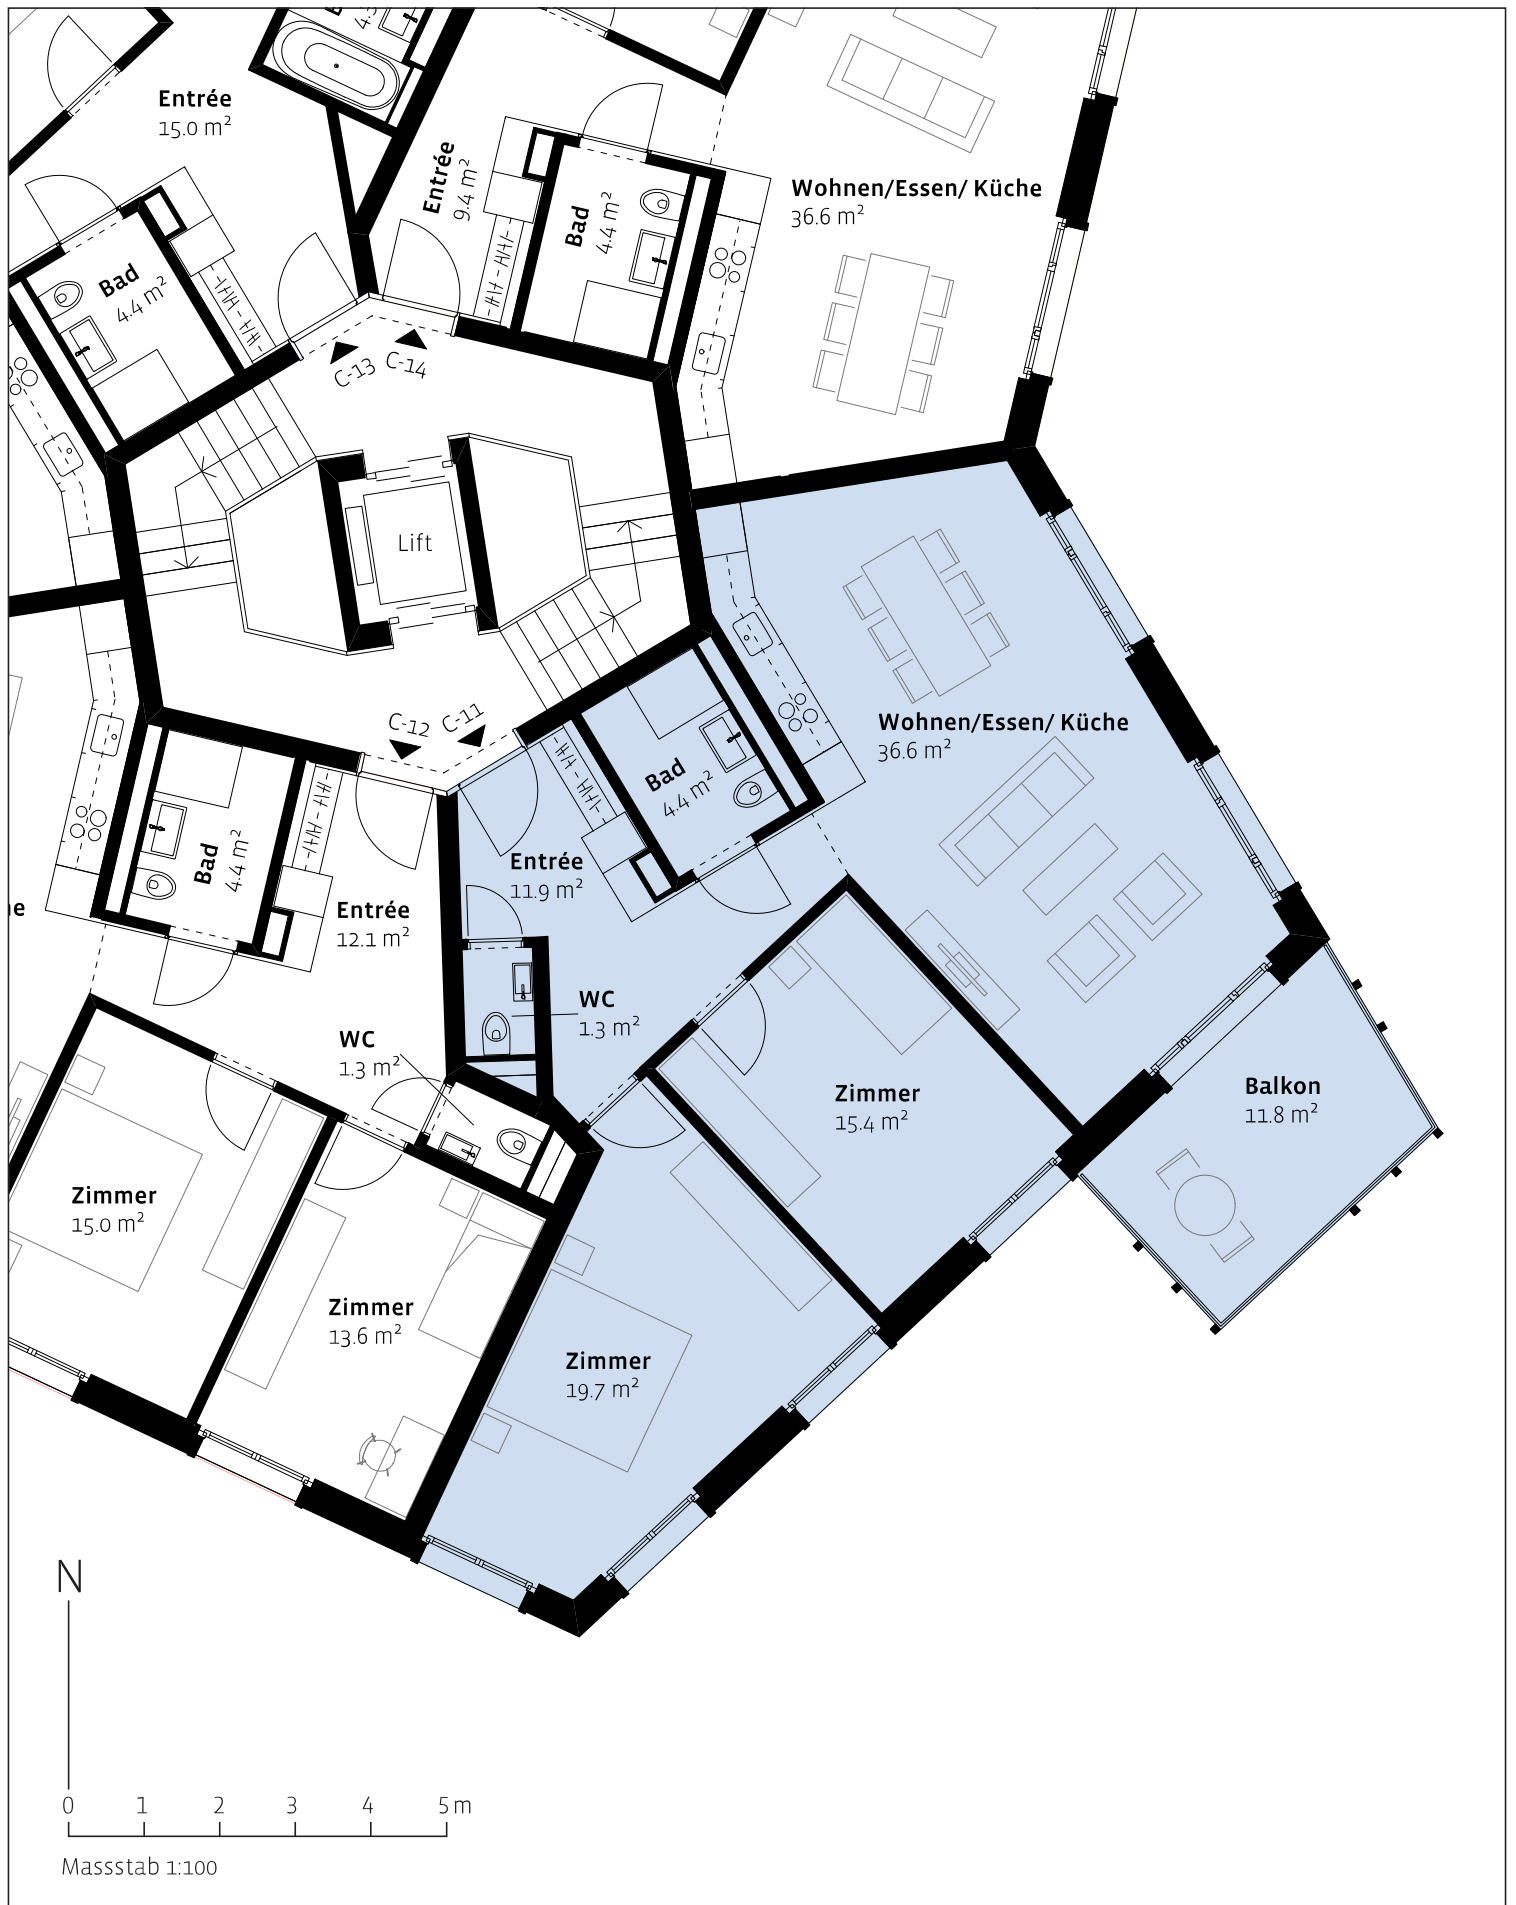 4.5
Entrée
15.0 m²
Entrée
9.4 m²
Bad
4.4 m²
Wohnen/Essen/ Küche
36.6 m²
Bad
4.4 m²
C-13
C-14
Lift
C-12
C-11
Wohnen/Essen/ Küche
36.6 m²
Bad
4.4 m²
Bad
4.4 m²
Entrée
11.9 m²
Entrée
12.1 m²
WC
1.3 m²
WC
1.3 m²
Zimmer
15.4 m²
Balkon
11.8 m²
Zimmer
15.0 m²
Zimmer
13.6 m²
Zimmer
19.7 m²
N
0 1 2 3 4 5 m
Massstab 1:100